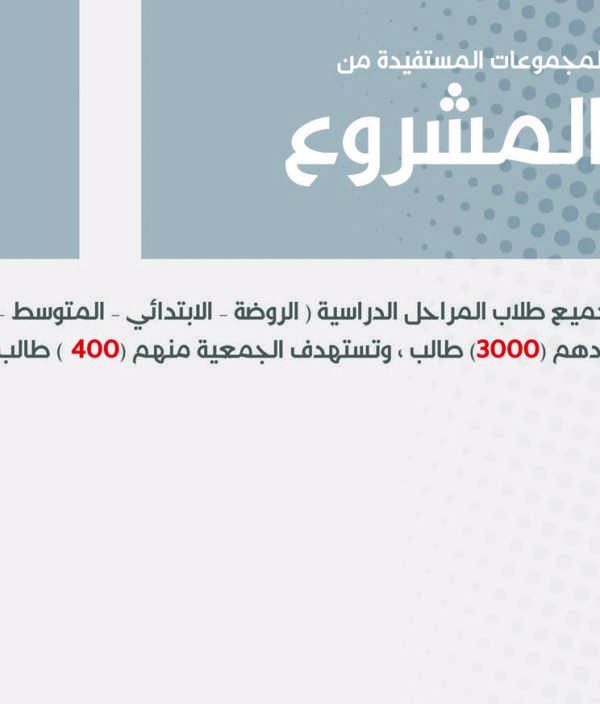 لمجموعات المستفيدة من
المشروع
جميع طلاب المراحل الدراسية ( الروضة - الابتدائي - المتوسط -
دهم (3000) طالب ، وتستهدف الجمعية منهم (400 ) طالب